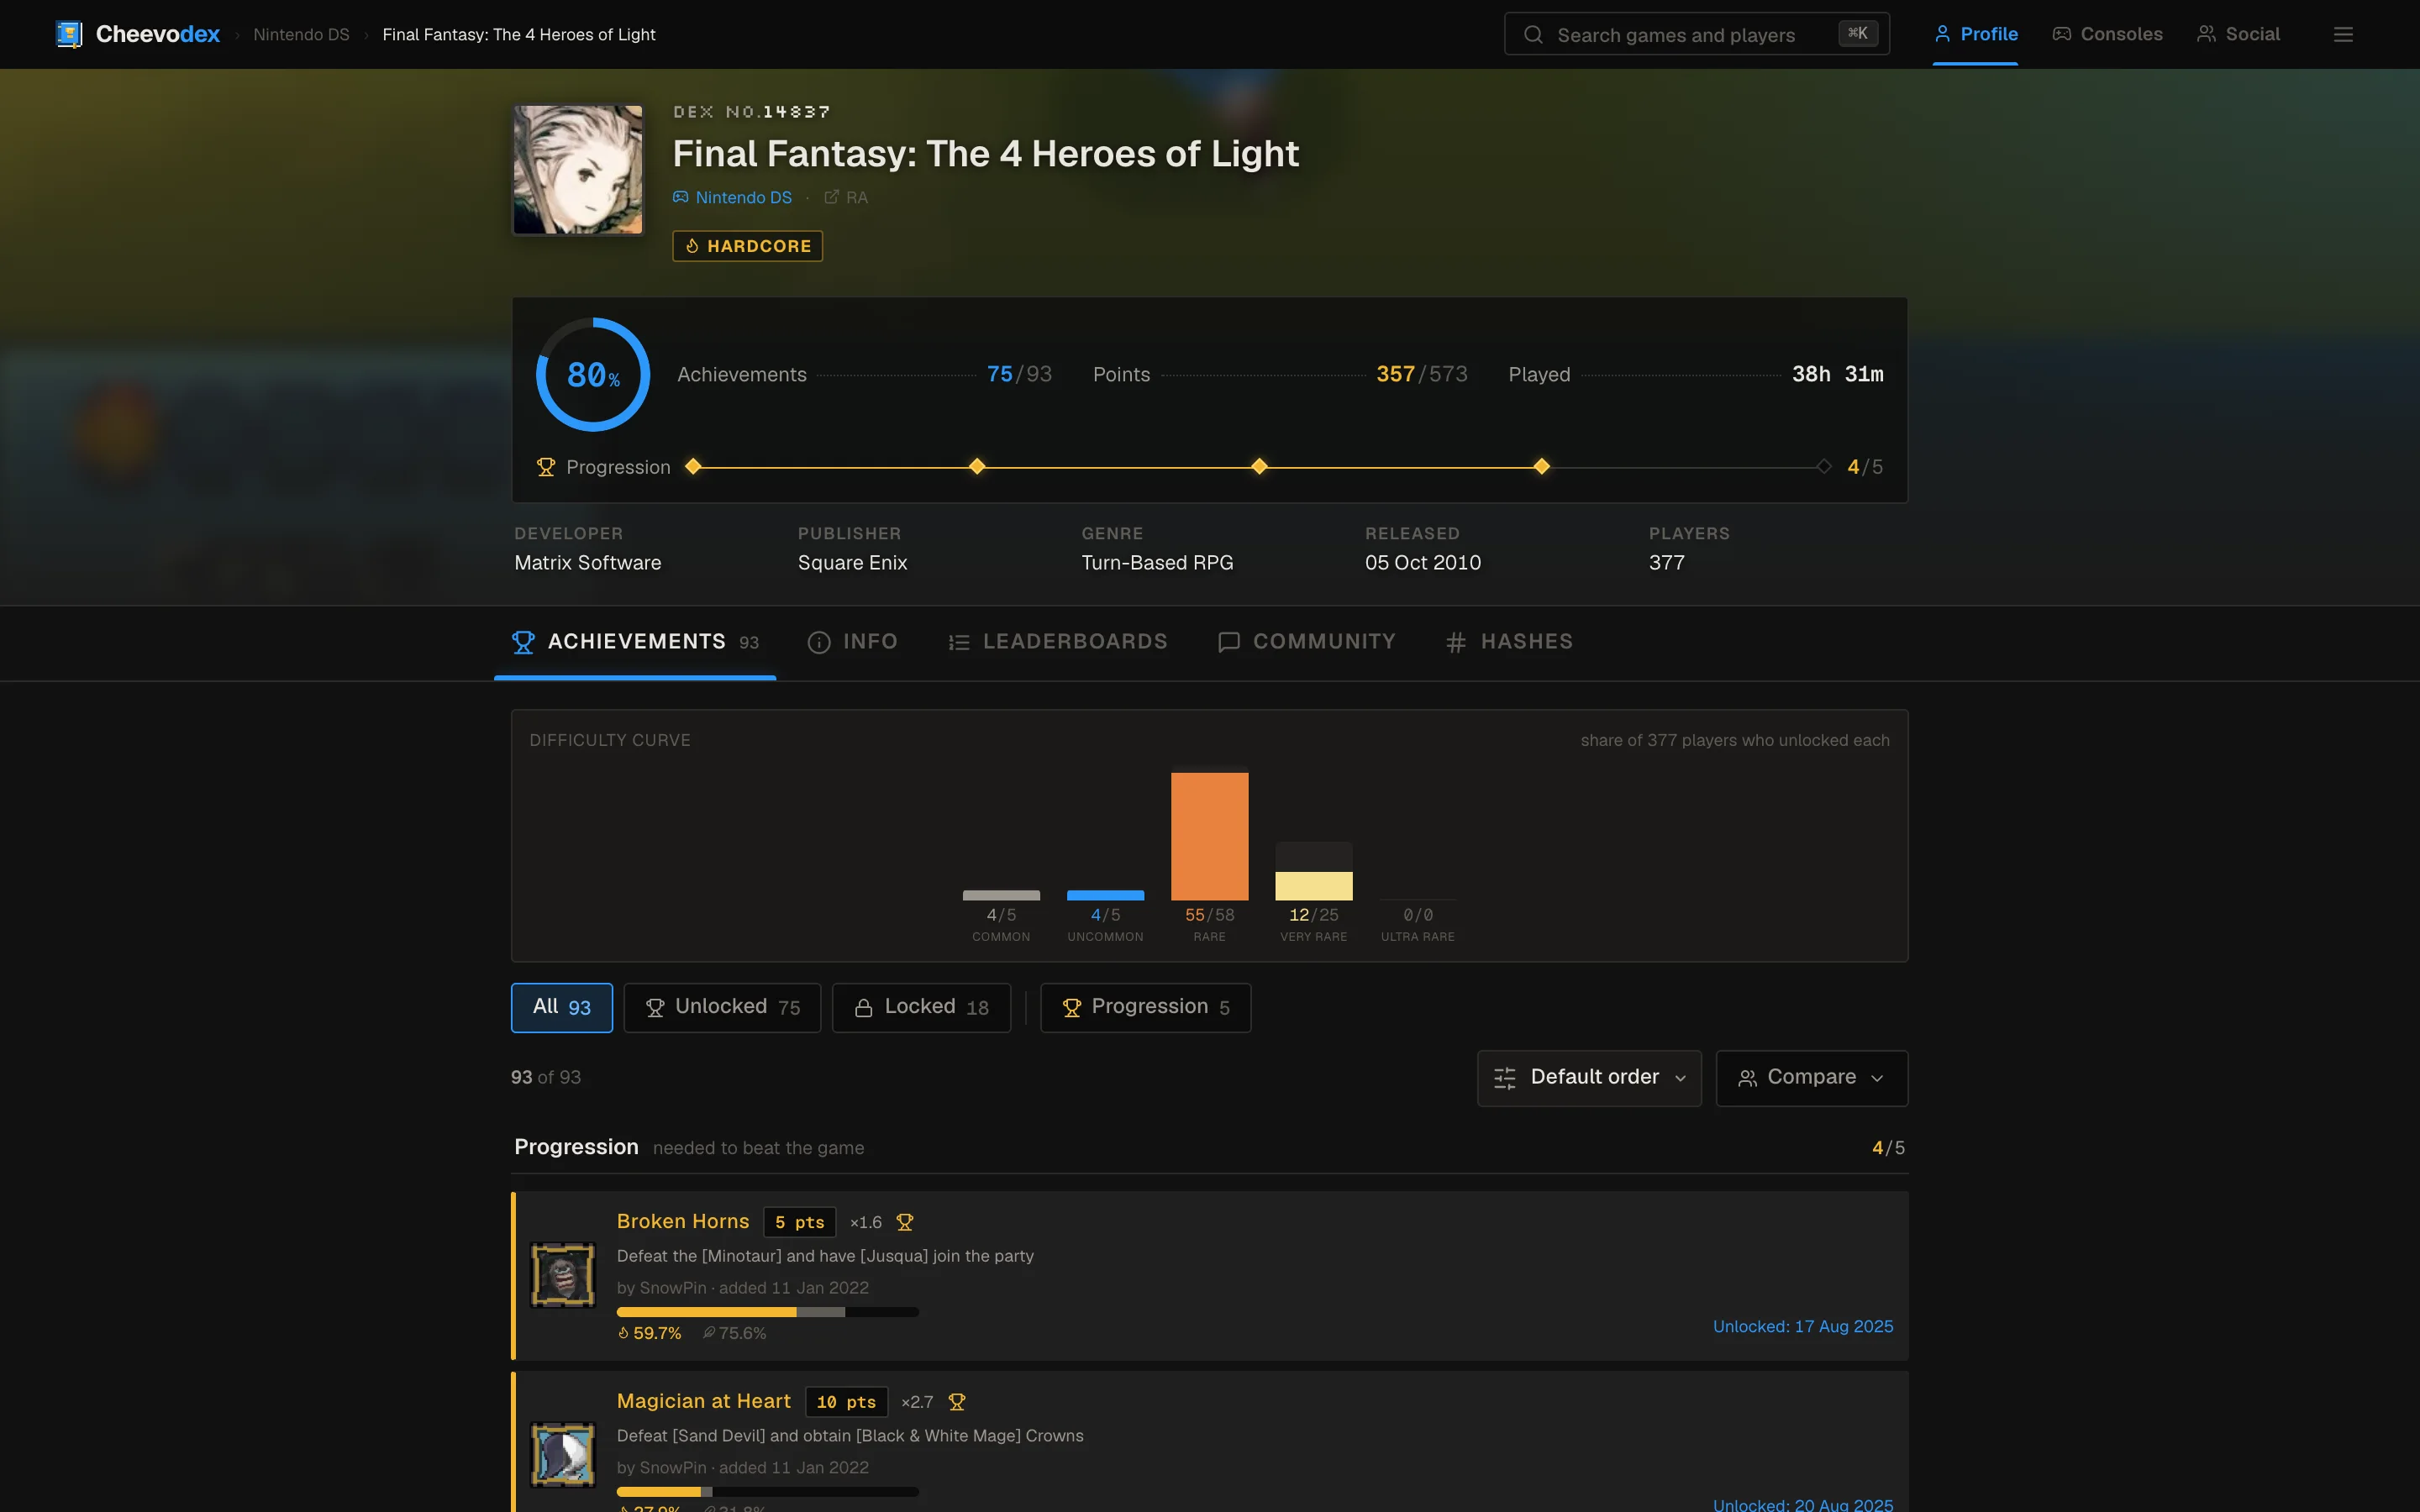 Cheevodex › Nintendo DS › Final Fantasy: The 4 Heroes of Light
Search games and players ⌘K
Profile
Consoles
Social
DEX NO.14837
Final Fantasy: The 4 Heroes of Light
Nintendo DS · RA
HARDCORE
80%
Achievements 75/93
Points 357/573
Played 38h 31m
Progression 4/5
DEVELOPER
Matrix Software
PUBLISHER
Square Enix
GENRE
Turn-Based RPG
RELEASED
05 Oct 2010
PLAYERS
377
ACHIEVEMENTS 93
INFO
LEADERBOARDS
COMMUNITY
HASHES
DIFFICULTY CURVE
share of 377 players who unlocked each
4/5
COMMON
4/5
UNCOMMON
55/58
RARE
12/25
VERY RARE
0/0
ULTRA RARE
All 93
Unlocked 75
Locked 18
Progression 5
93 of 93
Default order
Compare
Progression needed to beat the game 4/5
Broken Horns 5 pts ×1.6
Defeat the [Minotaur] and have [Jusqua] join the party
by SnowPin · added 11 Jan 2022
59.7% 75.6%
Unlocked: 17 Aug 2025
Magician at Heart 10 pts ×2.7
Defeat [Sand Devil] and obtain [Black & White Mage] Crowns
by SnowPin · added 11 Jan 2022
27.9% 31.8%
Unlocked: 20 Aug 2025